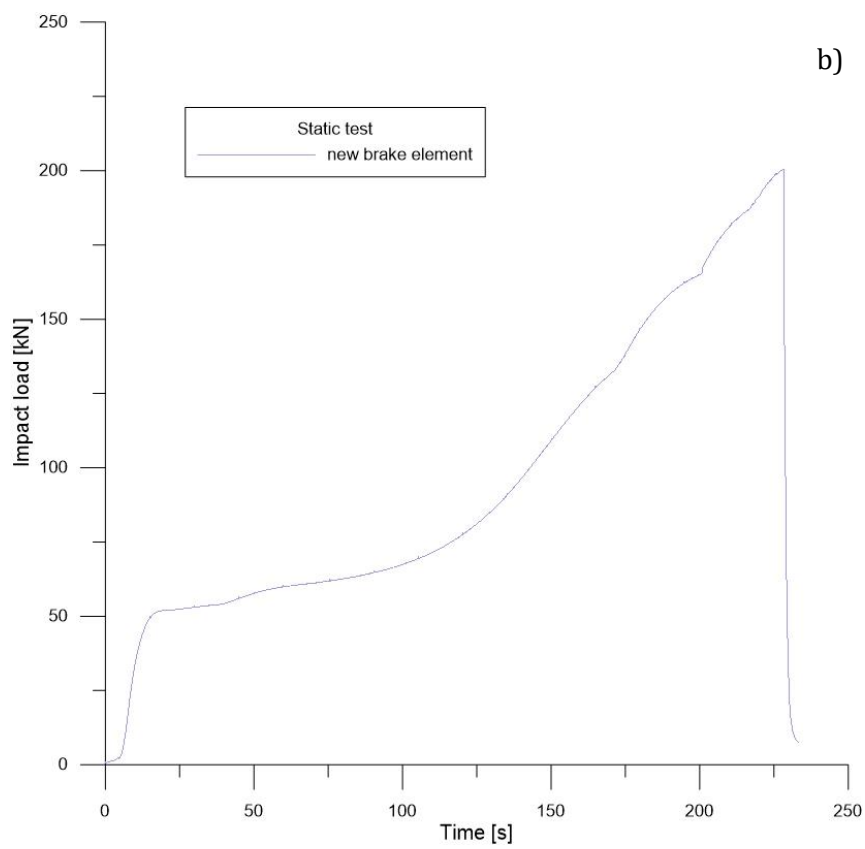 250
b)
Static test
new brake element
200
150
Impact load [kN]
100
50
0
0 50 100 150 200 250
Time [s]